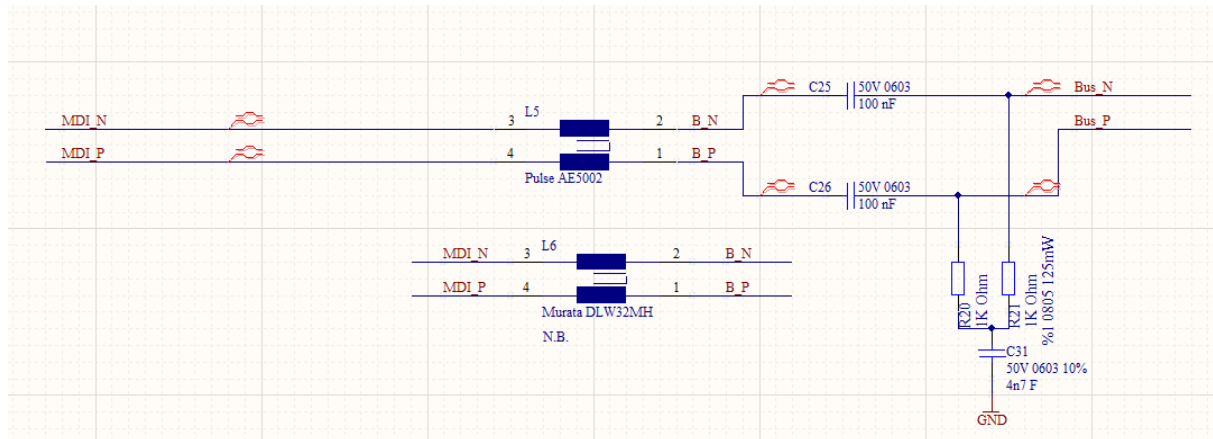 C25
50V 0603
100 nF
Bus_N
MDI_N
3
L5
2
B_N
Bus_P
MDI_P
4
1
B_P
Pulse AE5002
C26
50V 0603
100 nF
MDI_N
3
L6
2
B_N
MDI_P
4
1
B_P
Murata DLW32MH
N.B.
R20
1K Ohm
R21
1K Ohm
%1 0805 125mW
C31
50V 0603 10%
4n7 F
GND